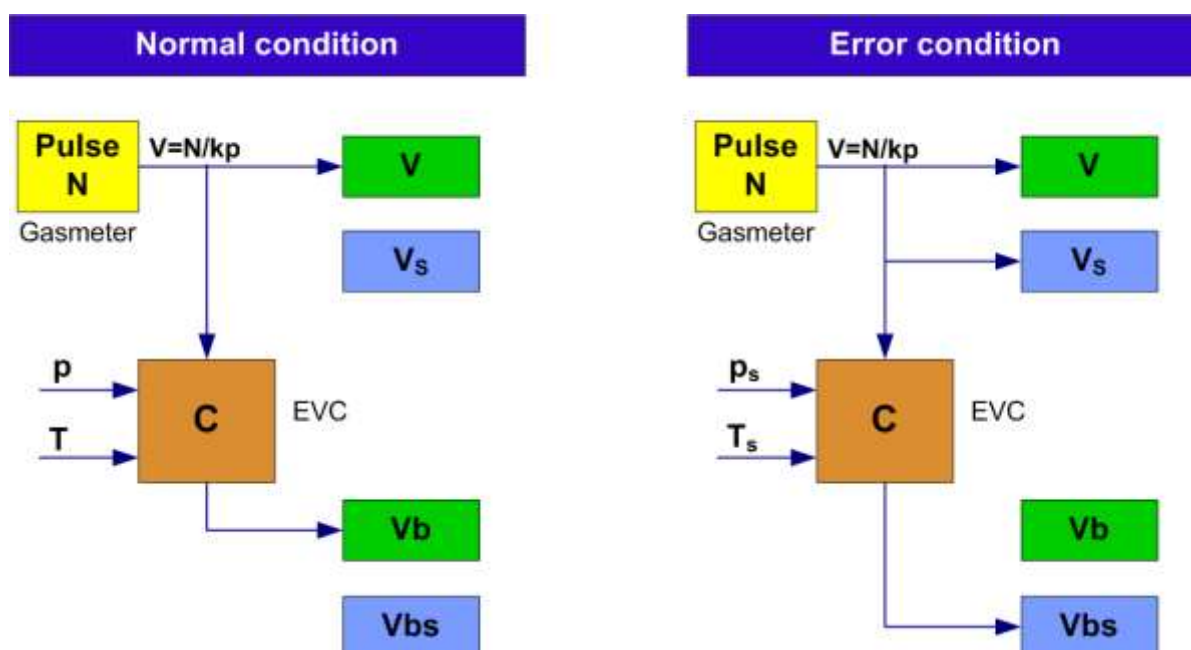 Normal condition
Pulse
N
V=N/kp
V
Gasmeter
Vs
p
T
C
EVC
Vb
Vbs
Error condition
Pulse
N
V=N/kp
V
Gasmeter
Vs
ps
Ts
C
EVC
Vb
Vbs